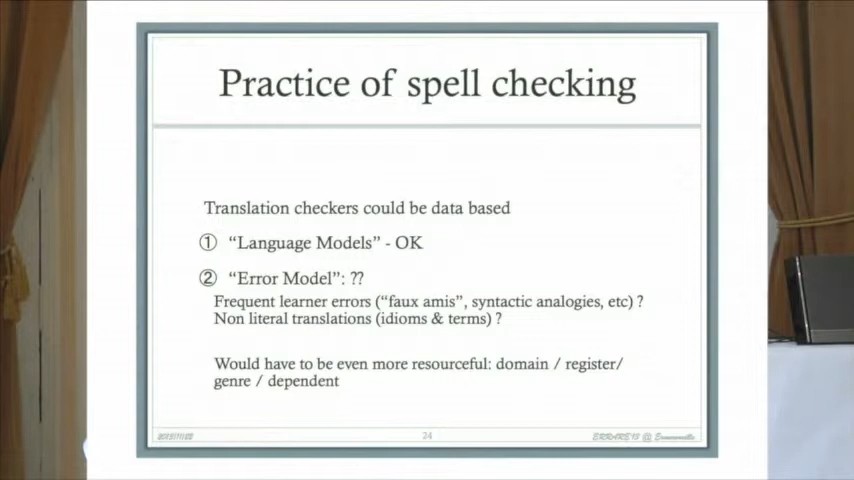 Practice of spell checking
Translation checkers could be data based
① “Language Models” - OK
② “Error Model”: ??
Frequent learner errors (“faux amis”, syntactic analogies, etc) ?
Non literal translations (idioms & terms) ?
Would have to be even more resourceful: domain / register/
genre / dependent
24
ERRARE'13 @